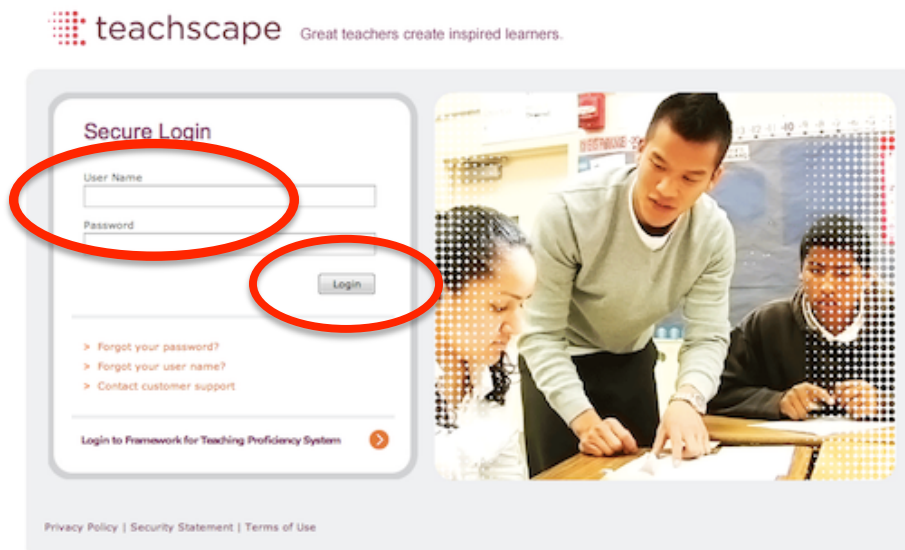 teachscape Great teachers create inspired learners.
Secure Login
User Name
Password
Login
> Forgot your password?
> Forgot your user name?
> Contact customer support
Login to Framework for Teaching Proficiency System
Privacy Policy | Security Statement | Terms of Use